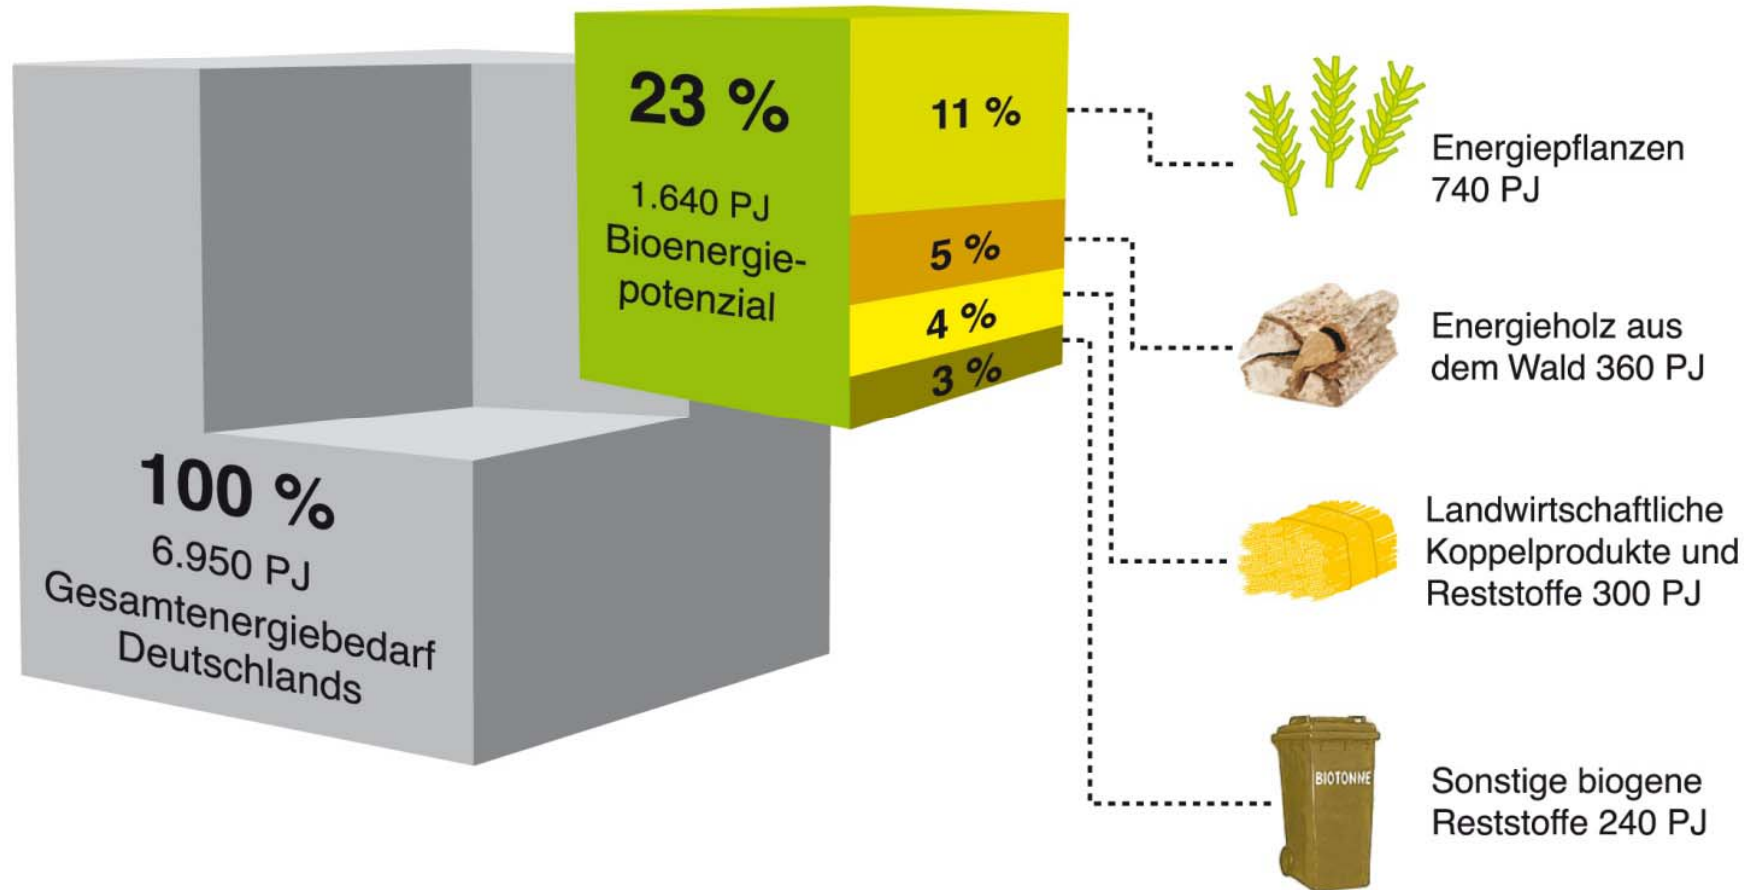 23 %
1.640 PJ
Bioenergie-
potenzial
11 %
5 %
4 %
3 %
100 %
6.950 PJ
Gesamtenergiebedarf
Deutschlands
Energiepflanzen
740 PJ
Energieholz aus
dem Wald 360 PJ
Landwirtschaftliche
Koppelprodukte und
Reststoffe 300 PJ
BIOTONNE
Sonstige biogene
Reststoffe 240 PJ